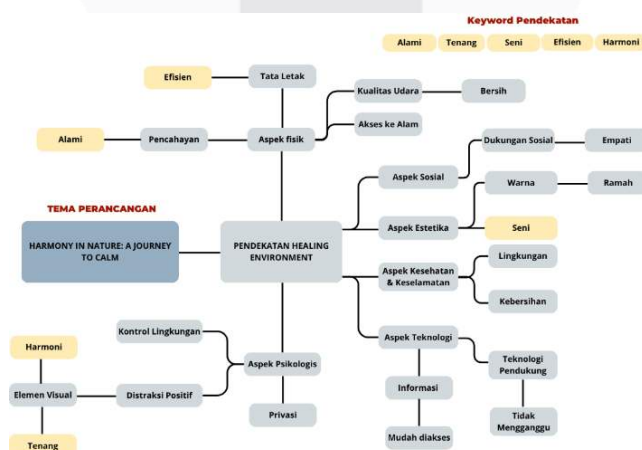 Keyword Pendekatan
Alami
Tenang
Seni
Efisien
Harmoni
Efisien
Tata Letak
Kualitas Udara
Bersih
Alami
Pencahayan
Aspek fisik
Akses ke Alam
Dukungan Sosial
Empati
Aspek Sosial
Warna
Ramah
TEMA PERANCANGAN
Aspek Estetika
Seni
HARMONY IN NATURE: A JOURNEY
TO CALM
PENDEKATAN HEALING
ENVIRONMENT
Lingkungan
Aspek Kesehatan
& Keselamatan
Kebersihan
Kontrol Lingkungan
Aspek Teknologi
Harmoni
Aspek Psikologis
Teknologi
Pendukung
Elemen Visual
Distraksi Positif
Informasi
Privasi
Tidak
Mengganggu
Tenang
Mudah diakses